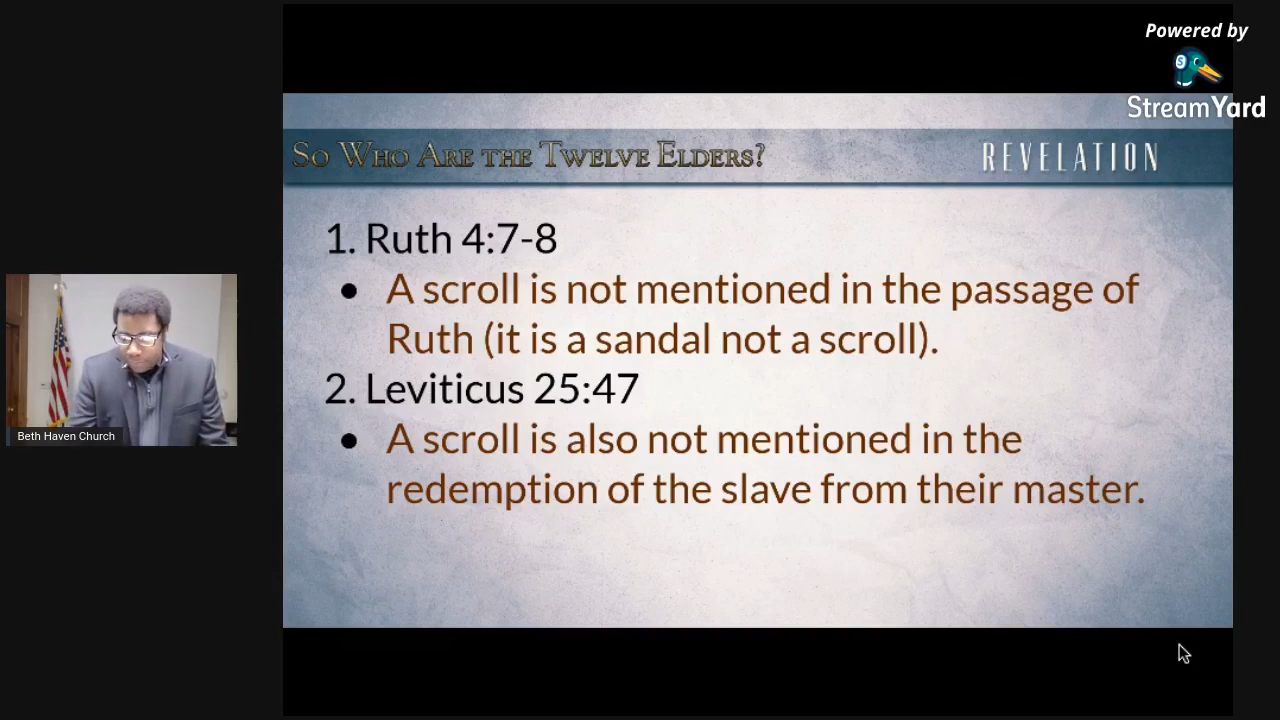 Powered by
StreamYard
So Who Are the Twelve Elders?
REVELATION
1. Ruth 4:7-8
● A scroll is not mentioned in the passage of
Ruth (it is a sandal not a scroll).
2. Leviticus 25:47
● A scroll is also not mentioned in the
redemption of the slave from their master.
Beth Haven Church